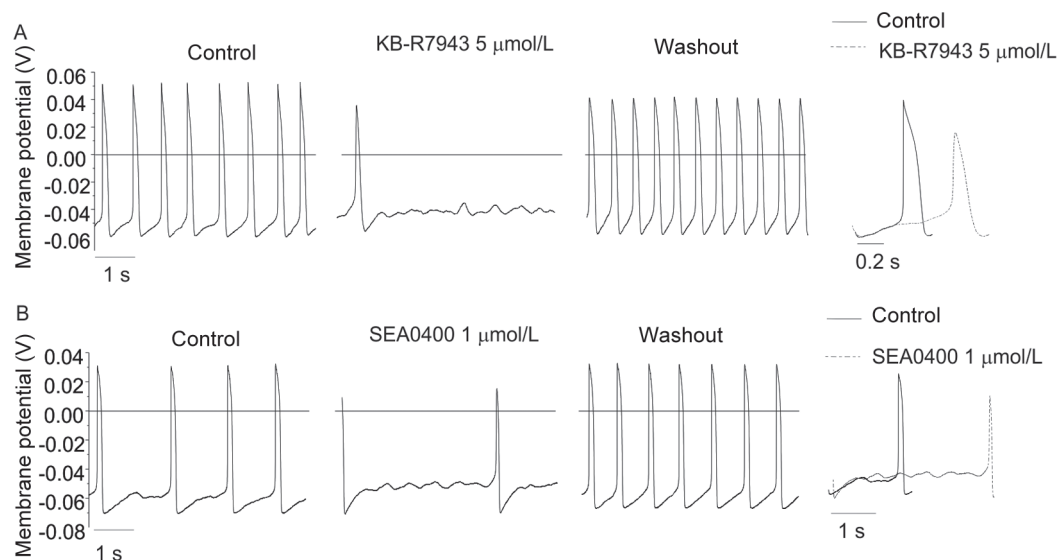 A
Control
KB-R7943 5 μmol/L
Washout
Control
KB-R7943 5 μmol/L
Membrane potential (V)
0.06
0.04
0.02
0.00
-0.02
-0.04
-0.06
1 s
0.2 s
B
Control
SEA0400 1 μmol/L
Washout
Control
SEA0400 1 μmol/L
Membrane potential (V)
0.04
0.02
0.00
-0.02
-0.04
-0.06
-0.08
1 s
1 s